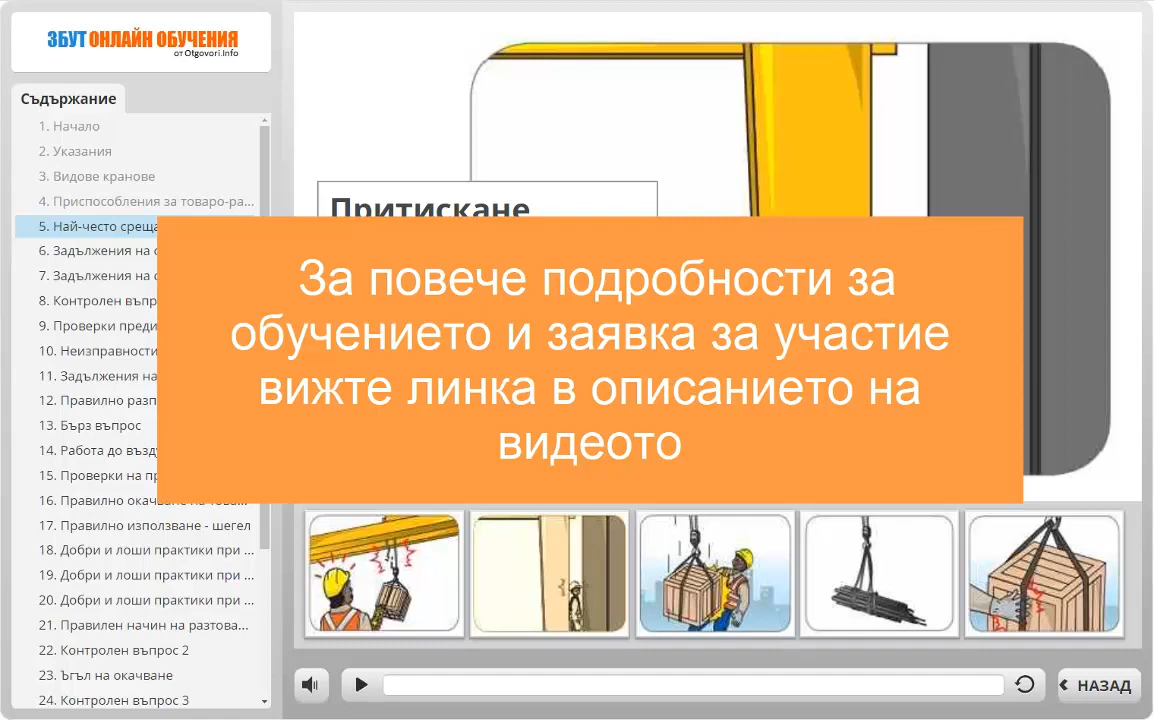 ЗБУТ ОНЛАЙН ОБУЧЕНИЯ
от Otgovori.Info
Съдържание
1. Начало
2. Указания
3. Видове кранове
4. Приспособления за товаро-ра...
5. Най-често среща
6. Задължения на
7. Задължения на
8. Контролен въпр
9. Проверки преди
10. Неизправности
11. Задължения на
12. Правилно разп
13. Бърз въпрос
14. Работа до възду
15. Проверки на пр
16. Правилно окачване на това...
17. Правилно използване - шегел
18. Добри и лоши практики при ...
19. Добри и лоши практики при ...
20. Добри и лоши практики при ...
21. Правилен начин на разтова...
22. Контролен въпрос 2
23. Ъгъл на окачване
24. Контролен въпрос 3
Притискане
За повече подробности за
обучението и заявка за участие
вижте линка в описанието на
видеото
НАЗАД